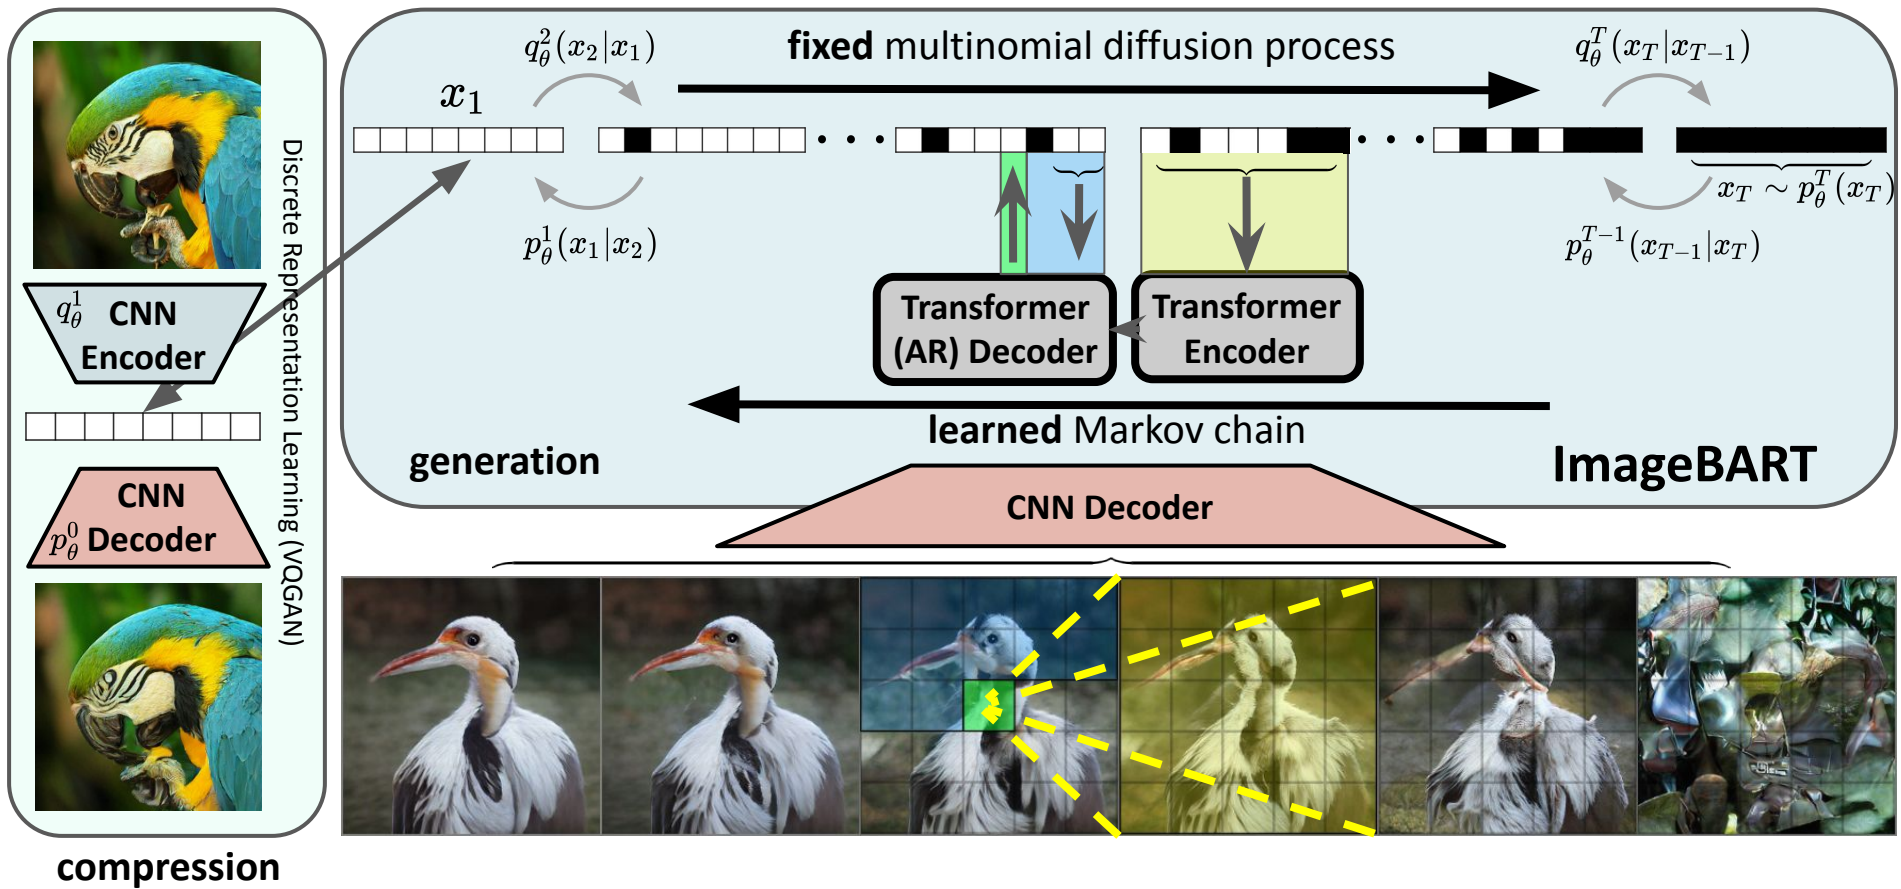 Discrete Representation Learning (VQGAN)
q_θ^1 CNN
Encoder
CNN
p_θ^0 Decoder
compression
x_1
q_θ^2(x_2|x_1)
fixed multinomial diffusion process
q_θ^T(x_T|x_{T-1})
p_θ^1(x_1|x_2)
x_T ∼ p_θ^T(x_T)
p_θ^{T-1}(x_{T-1}|x_T)
Transformer
(AR) Decoder
Transformer
Encoder
learned Markov chain
generation
ImageBART
CNN Decoder